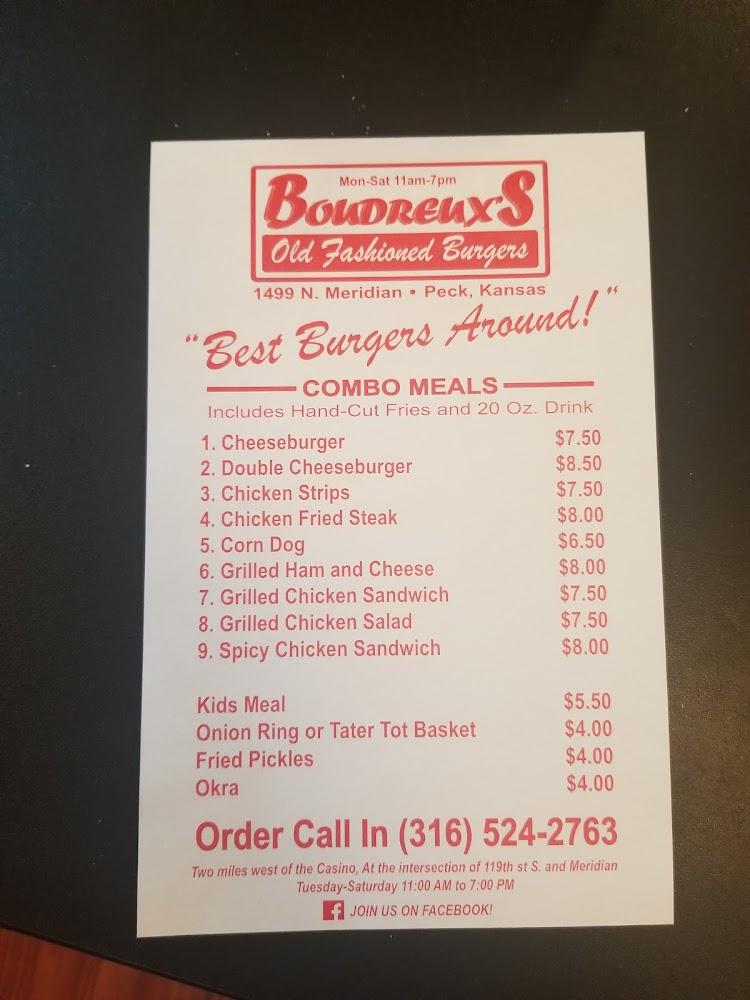 Mon-Sat 11am-7pm
BOUDREUX'S
Old Fashioned Burgers
1499 N. Meridian • Peck, Kansas
"Best Burgers Around!"
COMBO MEALS
Includes Hand-Cut Fries and 20 Oz. Drink
1. Cheeseburger $7.50
2. Double Cheeseburger $8.50
3. Chicken Strips $7.50
4. Chicken Fried Steak $8.00
5. Corn Dog $6.50
6. Grilled Ham and Cheese $8.00
7. Grilled Chicken Sandwich $7.50
8. Grilled Chicken Salad $7.50
9. Spicy Chicken Sandwich $8.00
Kids Meal $5.50
Onion Ring or Tater Tot Basket $4.00
Fried Pickles $4.00
Okra $4.00
Order Call In (316) 524-2763
Two miles west of the Casino, At the intersection of 119th st S. and Meridian
Tuesday-Saturday 11:00 AM to 7:00 PM
f JOIN US ON FACEBOOK!